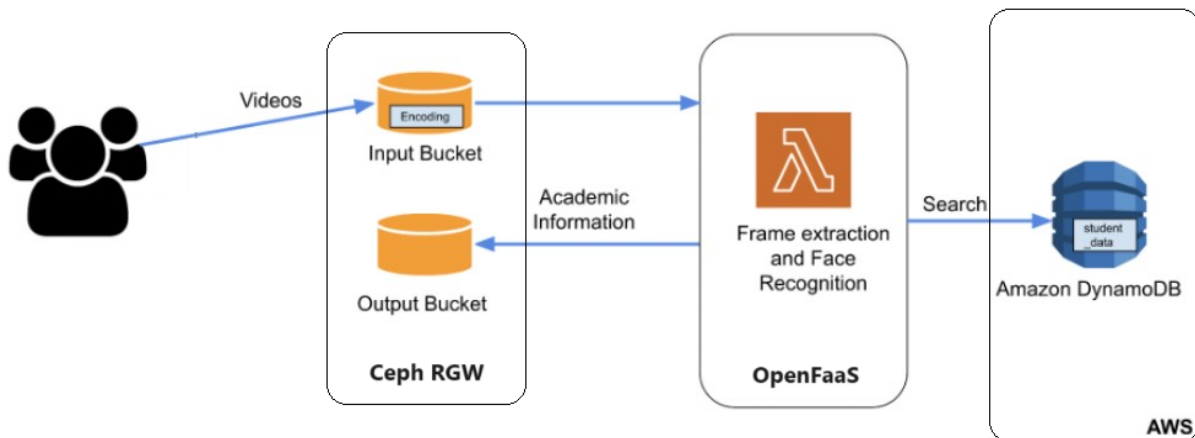 Videos
Encoding
Input Bucket
Academic
Information
Output Bucket
Ceph RGW
Frame extraction
and Face
Recognition
OpenFaaS
Search
student
_data
Amazon DynamoDB
AWS